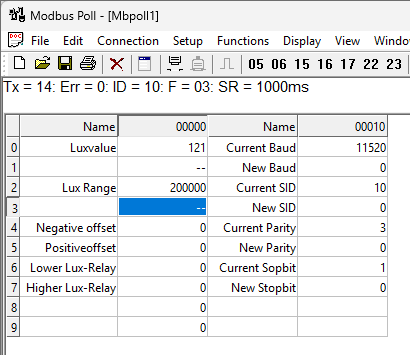 Modbus Poll - [Mbpoll1]
File Edit Connection Setup Functions Display View Window
05 06 15 16 17 22 23
Tx = 14: Err = 0: ID = 10: F = 03: SR = 1000ms
Name 00000 Name 00010
0 Luxvalue 121 Current Baud 11520
1 -- New Baud 0
2 Lux Range 200000 Current SID 10
3 -- New SID 0
4 Negative offset 0 Current Parity 3
5 Positiveoffset 0 New Parity 0
6 Lower Lux-Relay 0 Current Sopbit 1
7 Higher Lux-Relay 0 New Stopbit 0
8 0
9 0